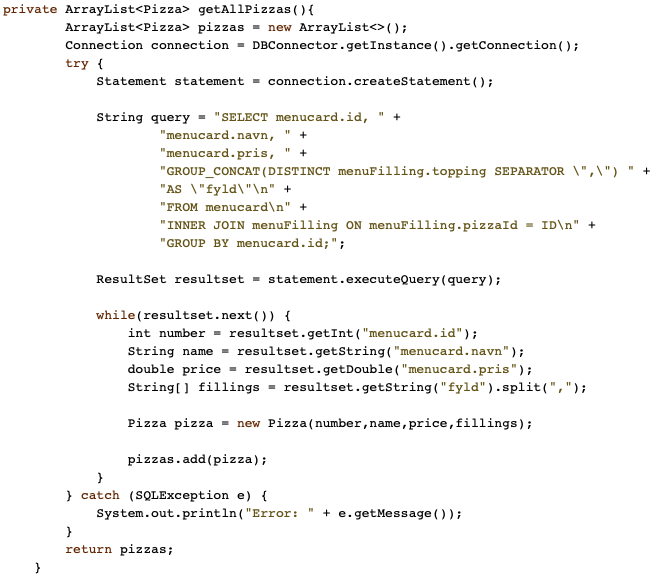 private ArrayList<Pizza> getAllPizzas(){
        ArrayList<Pizza> pizzas = new ArrayList<>();
        Connection connection = DBConnector.getInstance().getConnection();
        try {
            Statement statement = connection.createStatement();

            String query = "SELECT menucard.id, " +
                    "menucard.navn, " +
                    "menucard.pris, " +
                    "GROUP_CONCAT(DISTINCT menuFilling.topping SEPARATOR \",\") " +
                    "AS \"fyld\"\n" +
                    "FROM menucard\n" +
                    "INNER JOIN menuFilling ON menuFilling.pizzaId = ID\n" +
                    "GROUP BY menucard.id;";

            ResultSet resultset = statement.executeQuery(query);

            while(resultset.next()) {
                int number = resultset.getInt("menucard.id");
                String name = resultset.getString("menucard.navn");
                double price = resultset.getDouble("menucard.pris");
                String[] fillings = resultset.getString("fyld").split(",");

                Pizza pizza = new Pizza(number,name,price,fillings);

                pizzas.add(pizza);
            }
        } catch (SQLException e) {
            System.out.println("Error: " + e.getMessage());
        }
        return pizzas;
    }